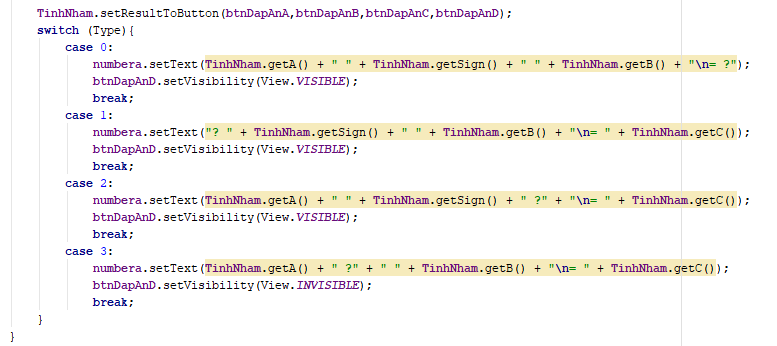 TinhNham.setResultToButton(btnDapAnA,btnDapAnB,btnDapAnC,btnDapAnD);
switch (Type){
case 0:
numbera.setText(TinhNham.getA() + " " + TinhNham.getSign() + " " + TinhNham.getB() + "\n= ?");
btnDapAnD.setVisibility(View.VISIBLE);
break;
case 1:
numbera.setText("? " + TinhNham.getSign() + " " + TinhNham.getB() + "\n= " + TinhNham.getC());
btnDapAnD.setVisibility(View.VISIBLE);
break;
case 2:
numbera.setText(TinhNham.getA() + " " + TinhNham.getSign() + " ?" + "\n= " + TinhNham.getC());
btnDapAnD.setVisibility(View.VISIBLE);
break;
case 3:
numbera.setText(TinhNham.getA() + " ?" + " " + TinhNham.getB() + "\n= " + TinhNham.getC());
btnDapAnD.setVisibility(View.INVISIBLE);
break;
}
}